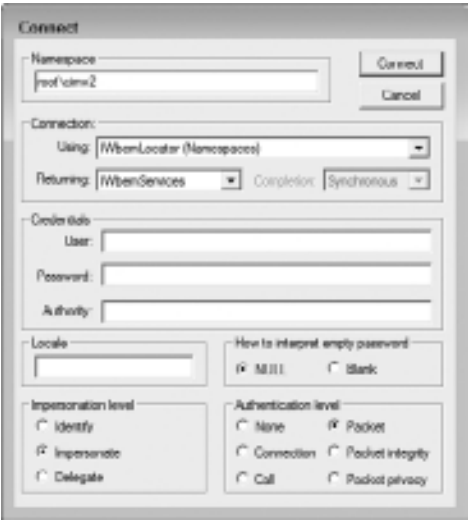 Connect
Namespace
root\cimv2
Connect
Cancel
Connection:
Using: IWbemLocator (Namespaces)
Returning: IWbemServices Completion: Synchronous
Credentials
User:
Password:
Authority:
Locale
How to interpret empty password
NULL Blank
Impersonation level
Identify
Impersonate
Delegate
Authentication level
None Packet
Connection Packet integrity
Call Packet privacy